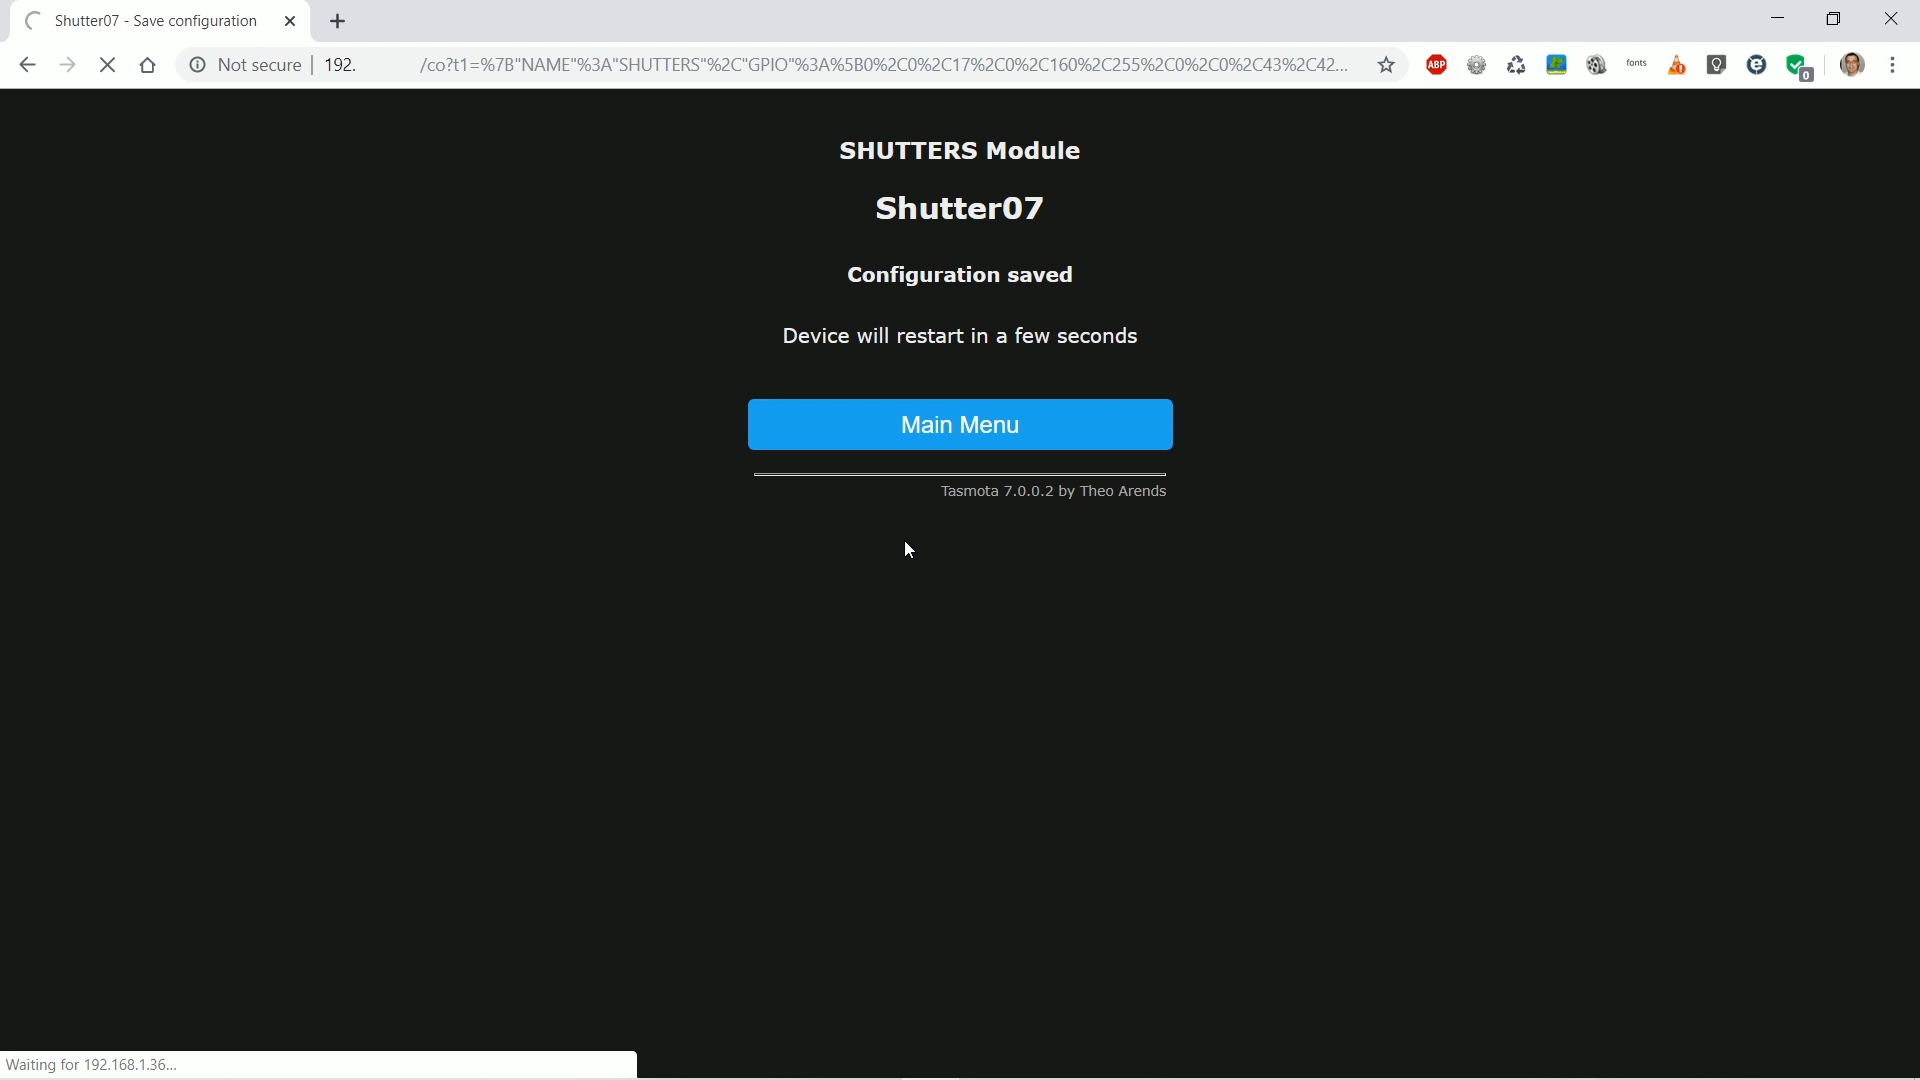 Shutter07 - Save configuration
Not secure
192.
/co?t1=%7B"NAME"%3A"SHUTTERS"%2C"GPIO"%3A%5B0%2C0%2C17%2C0%2C160%2C255%2C0%2C0%2C43%2C42...
ABP
fonts
0
SHUTTERS Module
Shutter07
Configuration saved
Device will restart in a few seconds
Main Menu
Tasmota 7.0.0.2 by Theo Arends
Waiting for 192.168.1.36...